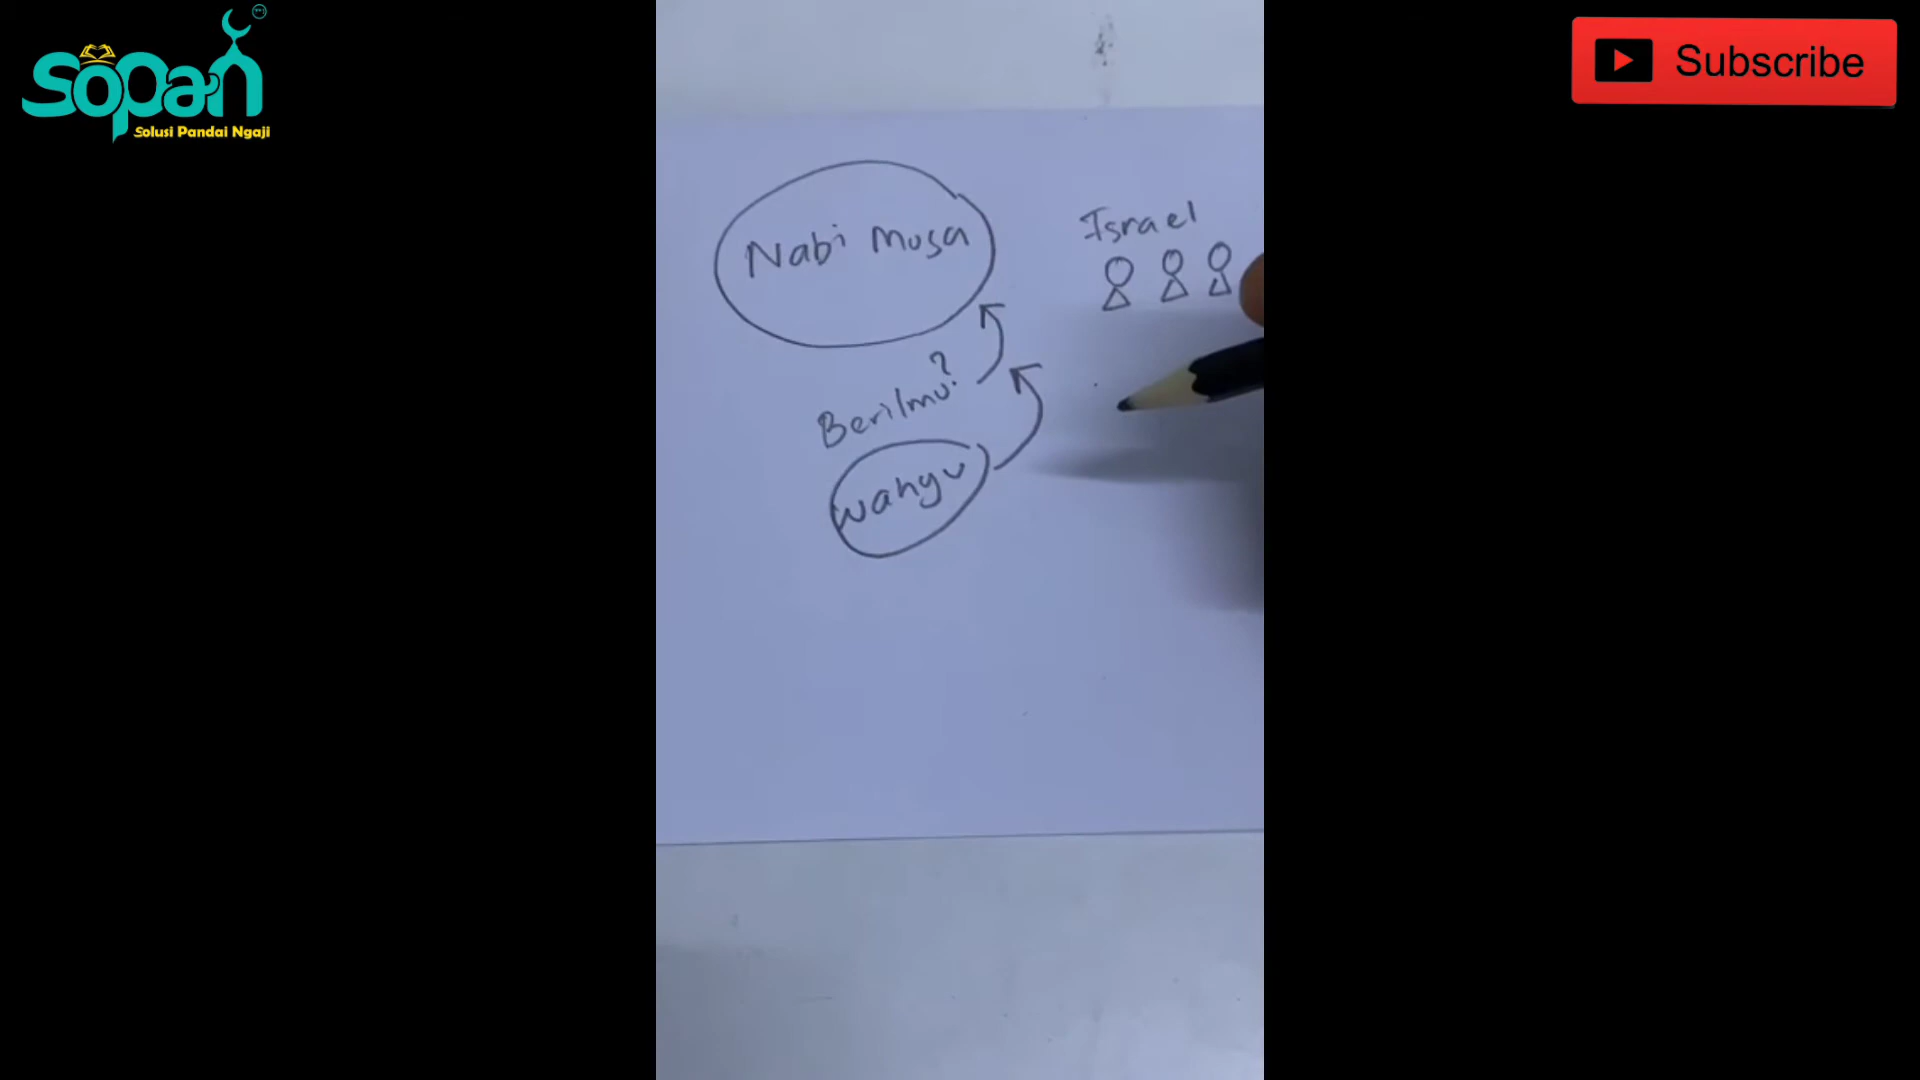 Sopan
Solusi Pandai Ngaji
Subscribe
Nabi Musa
Israel
Berilmu?
wahyu